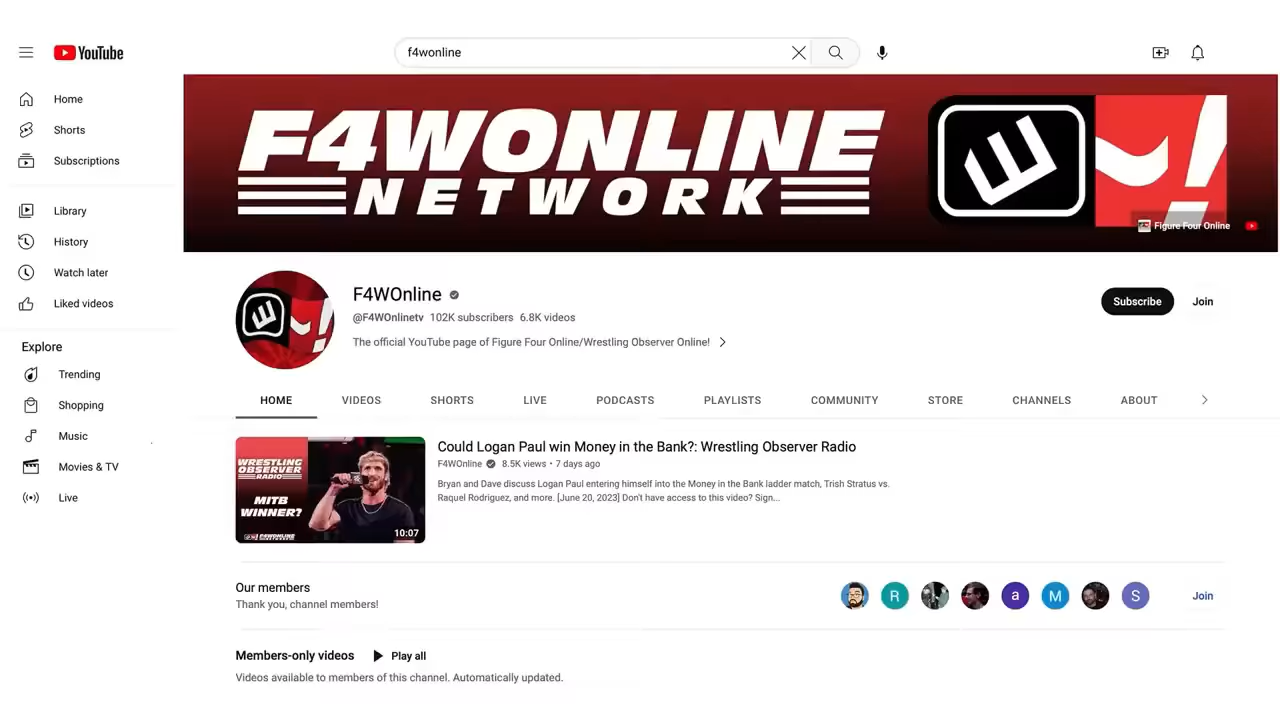 YouTube
f4wonline
Home
Shorts
Subscriptions
Library
History
Watch later
Liked videos
Explore
Trending
Shopping
Music
Movies & TV
Live
F4WONLINE
NETWORK
Figure Four Online
F4WOnline
@F4WOnlinetv 102K subscribers 6.8K videos
The official YouTube page of Figure Four Online/Wrestling Observer Online!
Subscribe
Join
HOME VIDEOS SHORTS LIVE PODCASTS PLAYLISTS COMMUNITY STORE CHANNELS ABOUT
WRESTLING
OBSERVER
RADIO
MITB
WINNER?
F4WONLINE
NETWORK
10:07
Could Logan Paul win Money in the Bank?: Wrestling Observer Radio
F4WOnline 8.5K views • 7 days ago
Bryan and Dave discuss Logan Paul entering himself into the Money in the Bank ladder match, Trish Stratus vs.
Raquel Rodriguez, and more. [June 20, 2023] Don't have access to this video? Sign...
Our members
Thank you, channel members!
R a M S
Join
Members-only videos Play all
Videos available to members of this channel. Automatically updated.